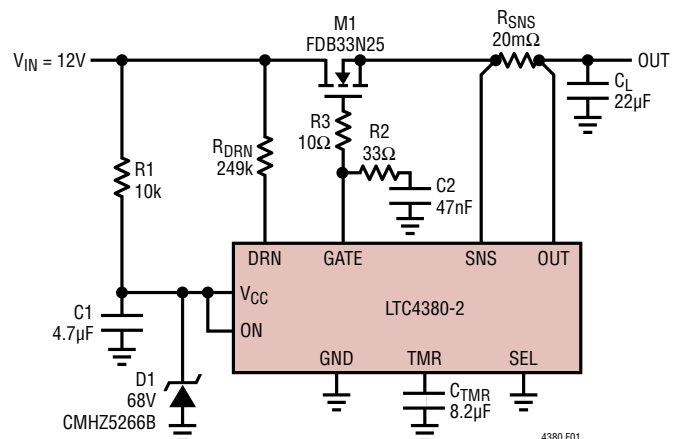 M1
FDB33N25
RSNS
20mΩ
VIN = 12V
OUT
CL
22µF
R3
10Ω
R2
33Ω
RDRN
249k
R1
10k
C2
47nF
DRN
GATE
SNS
OUT
VCC
LTC4380-2
ON
C1
4.7µF
GND
TMR
SEL
D1
68V
CMHZ5266B
CTMR
8.2µF
4380 F01